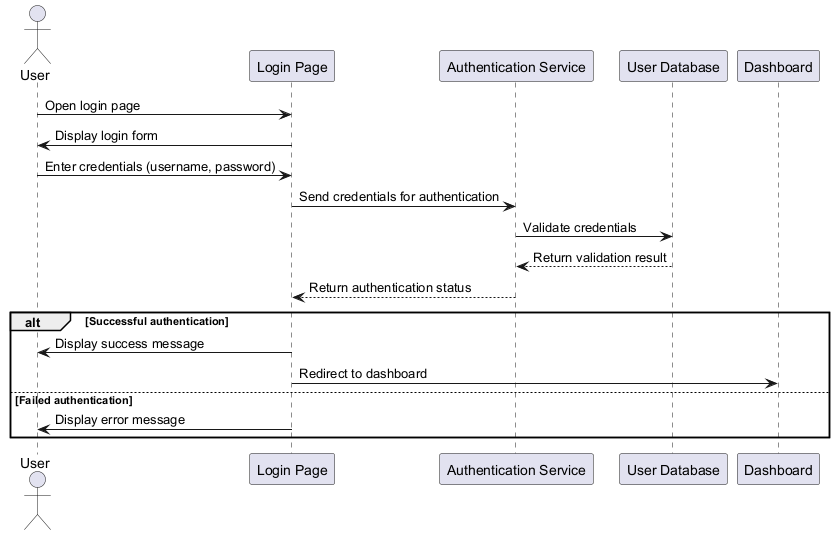 User
Login Page
Authentication Service
User Database
Dashboard
Open login page
Display login form
Enter credentials (username, password)
Send credentials for authentication
Validate credentials
Return validation result
Return authentication status
alt [Successful authentication]
Display success message
Redirect to dashboard
[Failed authentication]
Display error message
User
Login Page
Authentication Service
User Database
Dashboard